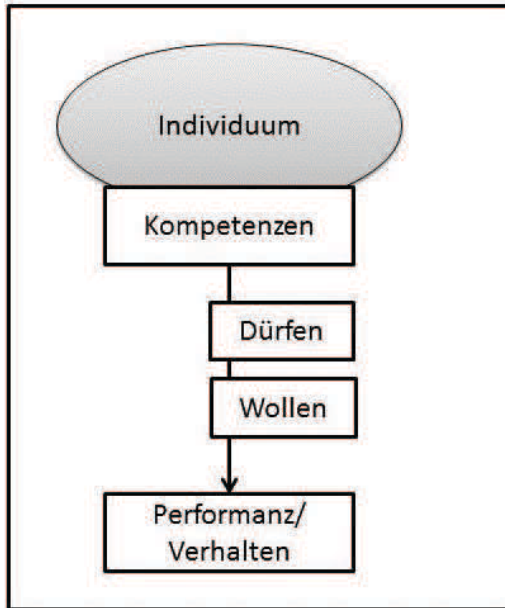 Individuum
Kompetenzen
Dürfen
Wollen
Performanz/
Verhalten